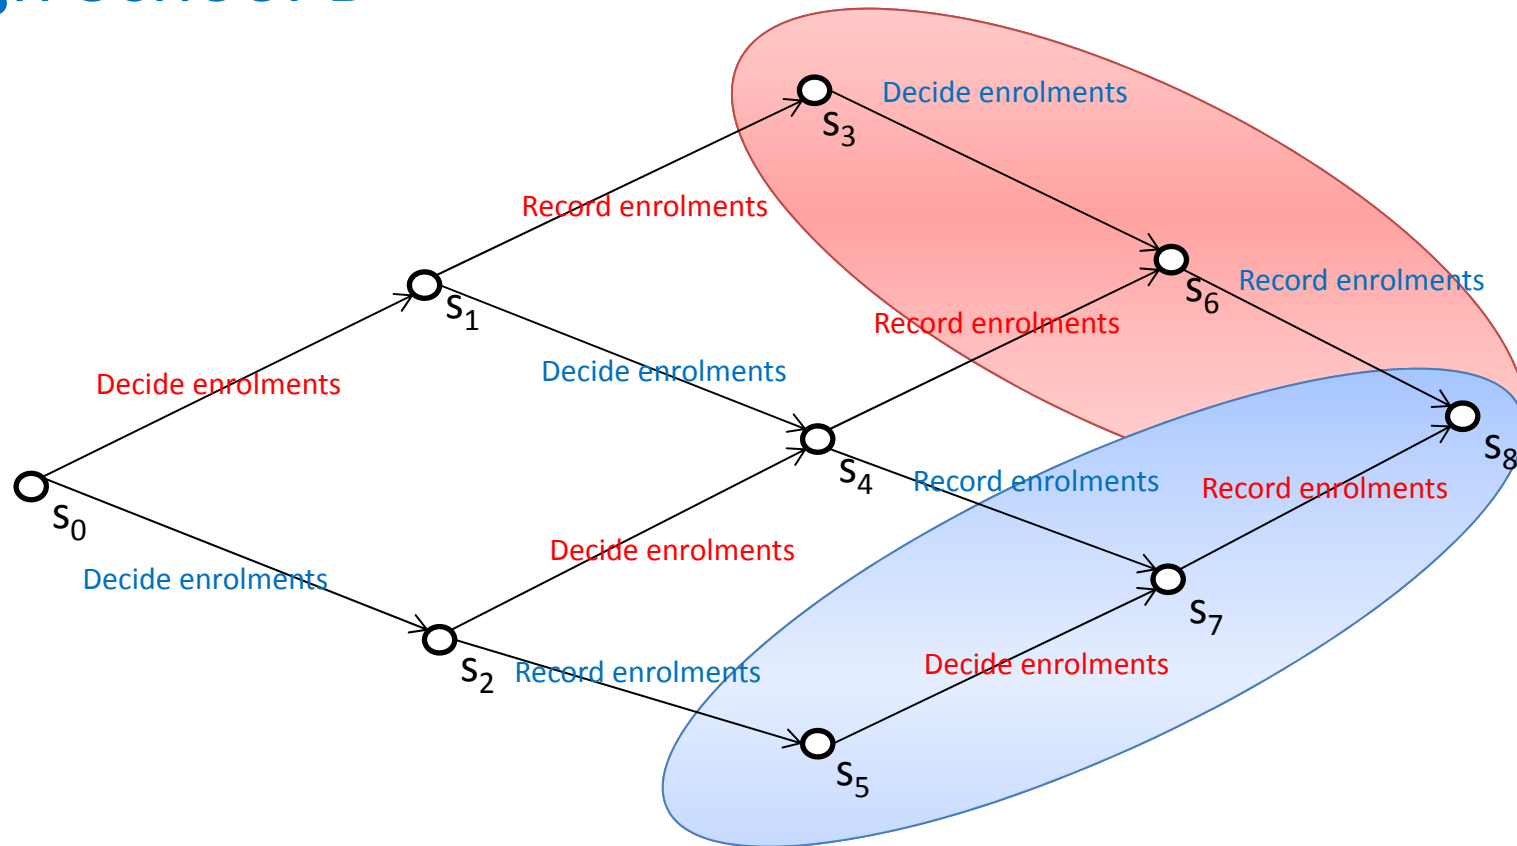 Decide enrolments
s3
Record enrolments
s1
s6
Record enrolments
Record enrolments
Decide enrolments
Decide enrolments
s8
s4
Record enrolments
Record enrolments
s0
Decide enrolments
Decide enrolments
s7
s2
Record enrolments
Decide enrolments
s5